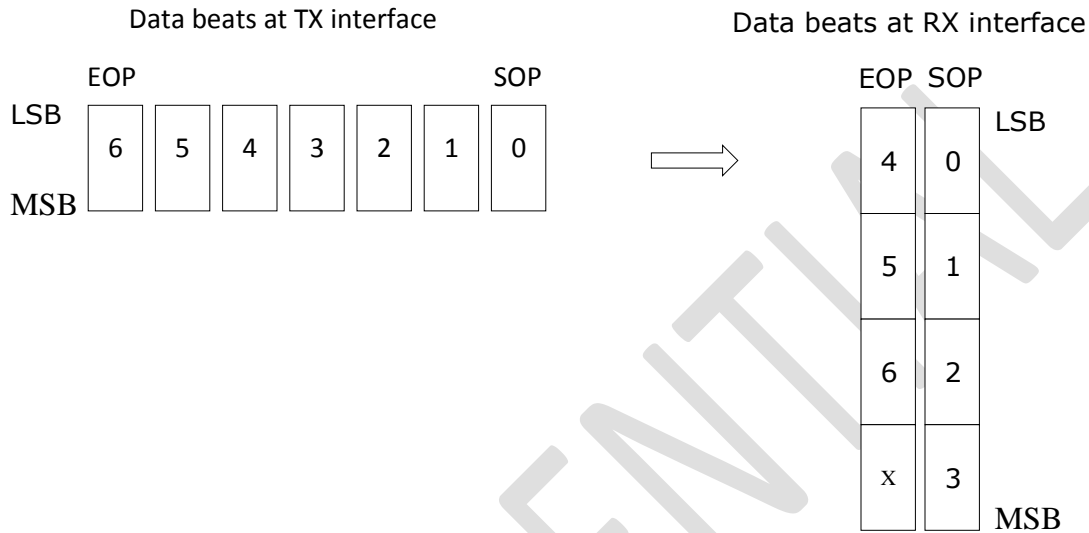 Data beats at TX interface
Data beats at RX interface
EOP SOP
EOP SOP
LSB
LSB
6 5 4 3 2 1 0
4 0
MSB
5 1
6 2
X 3
MSB
ENTIAL